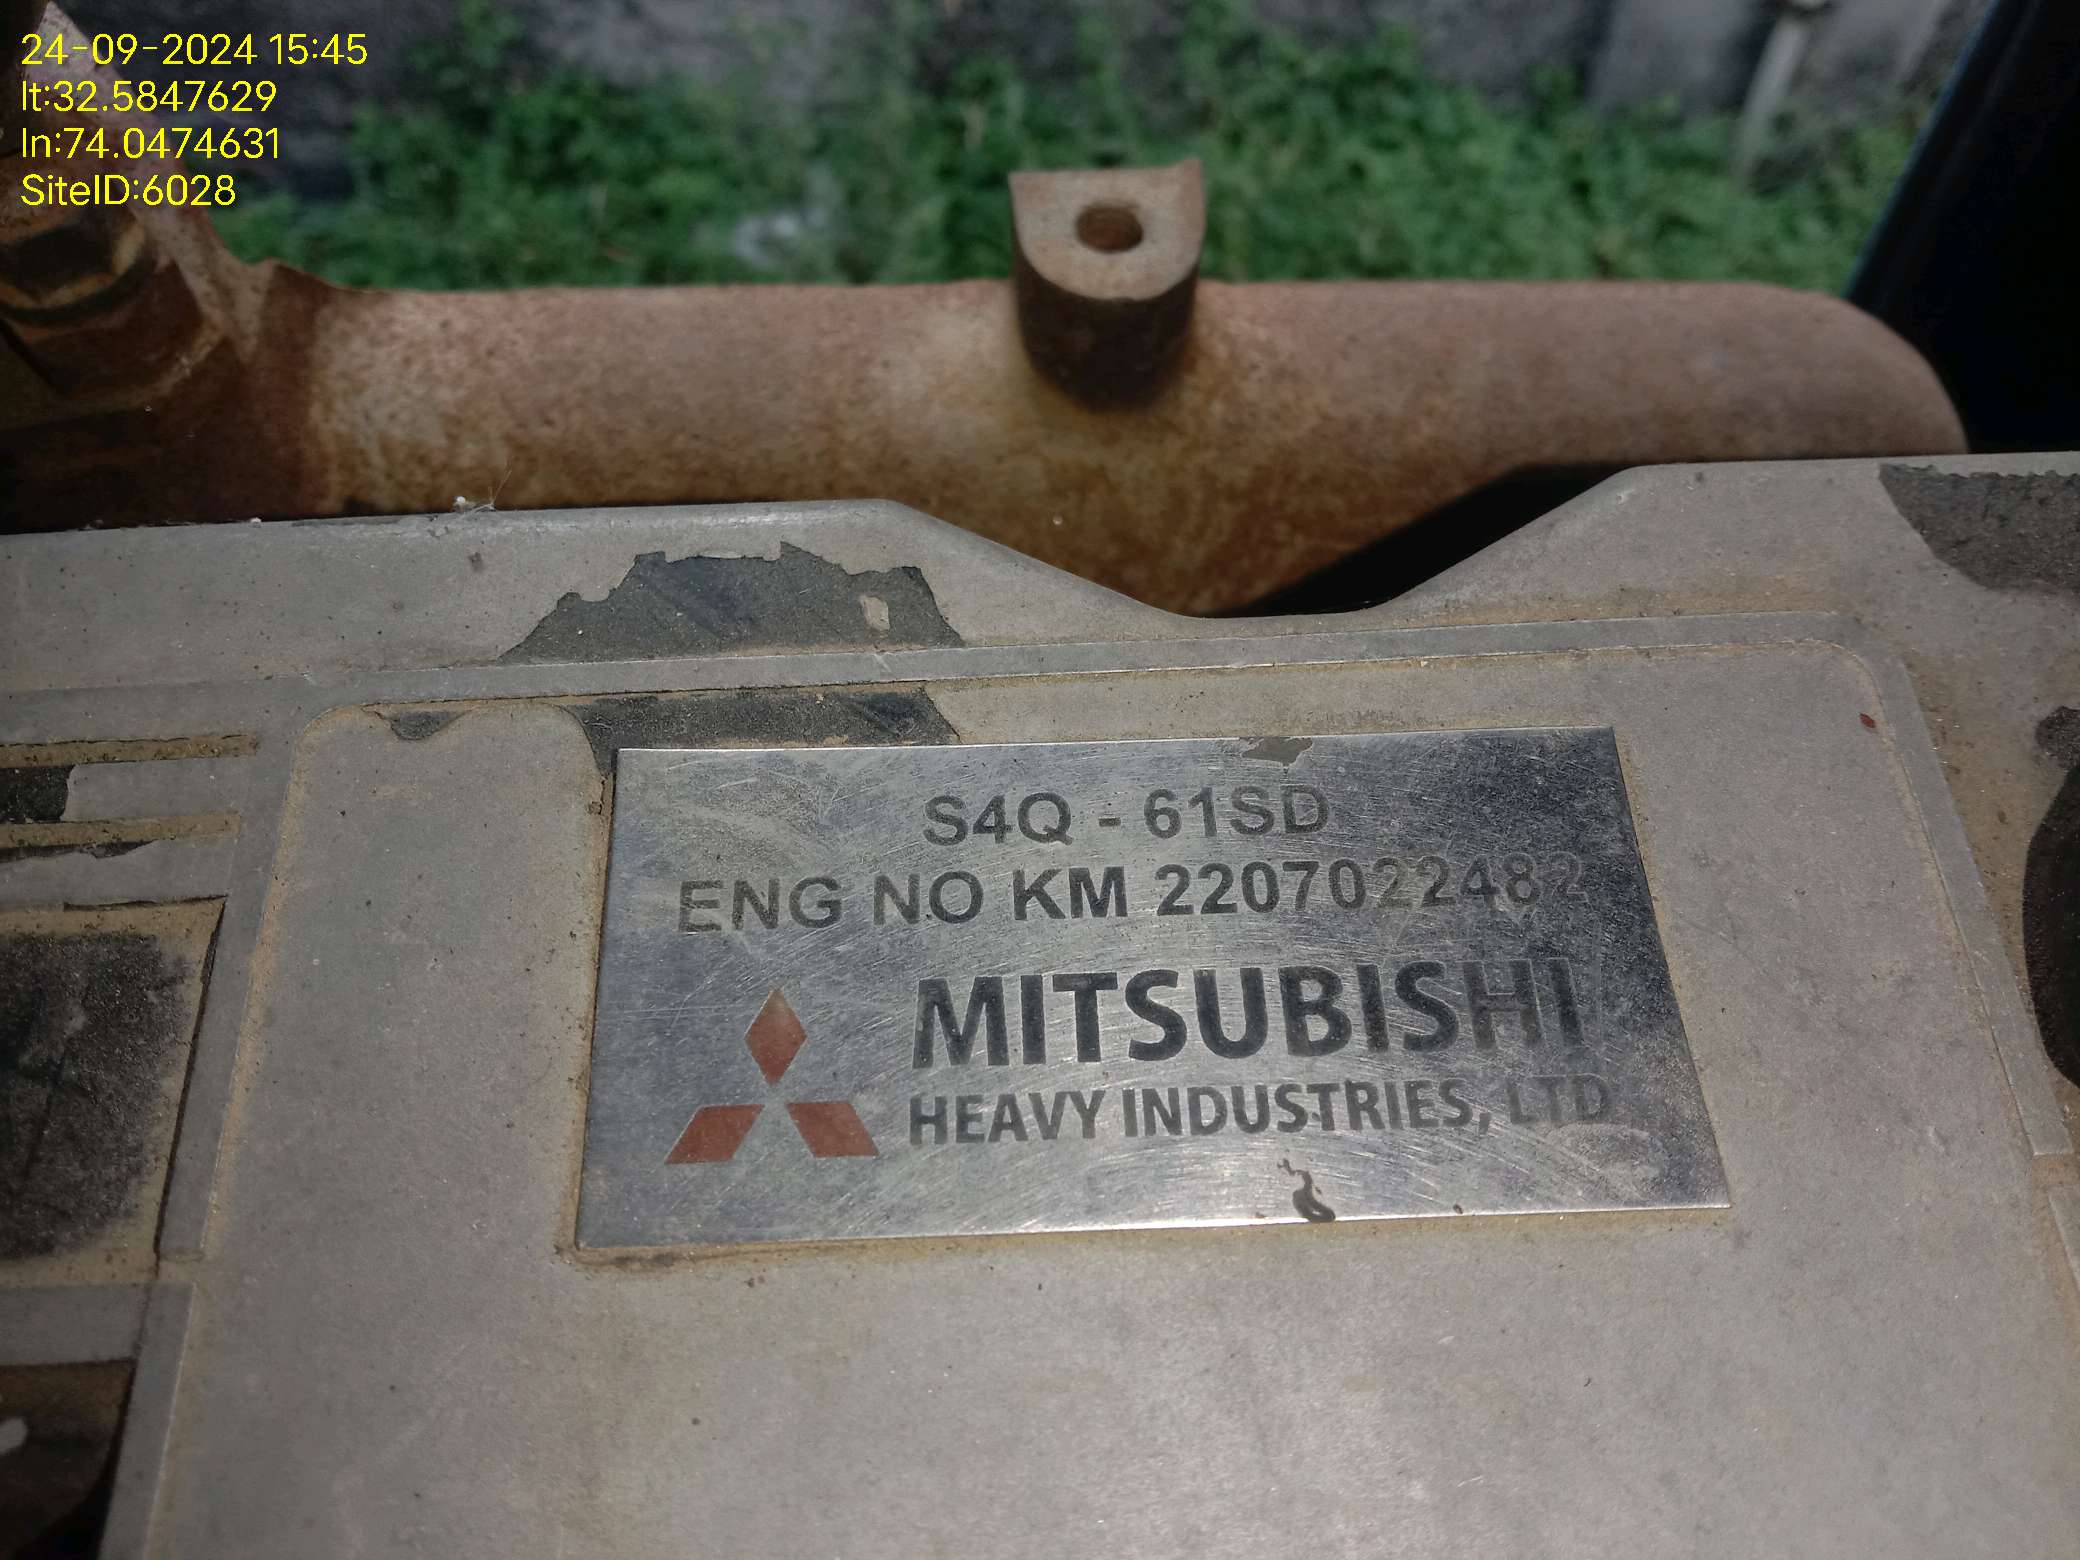 24-09-2024 15:45
lt:32.5847629
ln:74.0474631
SiteID:6028
S4Q - 61SD
ENG NO KM 2207022482
MITSUBISHI
HEAVY INDUSTRIES, LTD